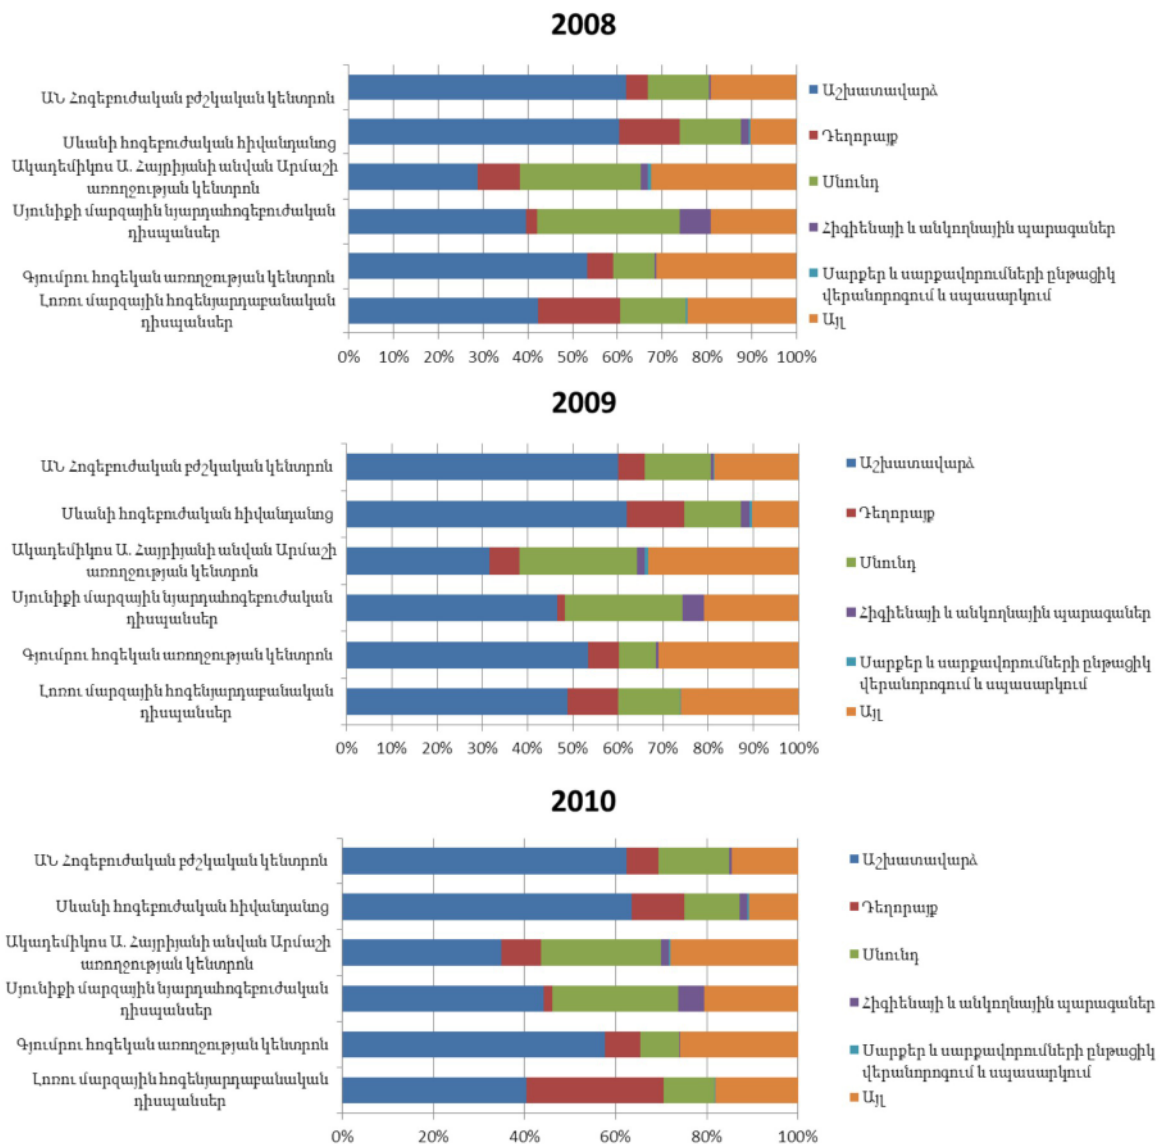 2008
ԱՆ Հոգեբուժական բժշկական կենտրոն
Սևանի հոգեբուժական հիվանդանոց
Ակադեմիկոս Ա. Հայրիյանի անվան Արմաշի
առողջության կենտրոն
Սյունիքի մարզային նյարդահոգեբուժական
դիսպանսեր
Գյումրու հոգեկան առողջության կենտրոն
Լոռու մարզային հոգենյարդաբանական
դիսպանսեր
0% 10% 20% 30% 40% 50% 60% 70% 80% 90% 100%
Աշխատավարձ
Դեղորայք
Սնունդ
Հիգիենայի և անկողնային պարագաներ
Սարքեր և սարքավորումների ընթացիկ
վերանորոգում և սպասարկում
Այլ
2009
ԱՆ Հոգեբուժական բժշկական կենտրոն
Սևանի հոգեբուժական հիվանդանոց
Ակադեմիկոս Ա. Հայրիյանի անվան Արմաշի
առողջության կենտրոն
Սյունիքի մարզային նյարդահոգեբուժական
դիսպանսեր
Գյումրու հոգեկան առողջության կենտրոն
Լոռու մարզային հոգենյարդաբանական
դիսպանսեր
0% 10% 20% 30% 40% 50% 60% 70% 80% 90% 100%
Աշխատավարձ
Դեղորայք
Սնունդ
Հիգիենայի և անկողնային պարագաներ
Սարքեր և սարքավորումների ընթացիկ
վերանորոգում և սպասարկում
Այլ
2010
ԱՆ Հոգեբուժական բժշկական կենտրոն
Սևանի հոգեբուժական հիվանդանոց
Ակադեմիկոս Ա. Հայրիյանի անվան Արմաշի
առողջության կենտրոն
Սյունիքի մարզային նյարդահոգեբուժական
դիսպանսեր
Գյումրու հոգեկան առողջության կենտրոն
Լոռու մարզային հոգենյարդաբանական
դիսպանսեր
0% 20% 40% 60% 80% 100%
Աշխատավարձ
Դեղորայք
Սնունդ
Հիգիենայի և անկողնային պարագաներ
Սարքեր և սարքավորումների ընթացիկ
վերանորոգում և սպասարկում
Այլ